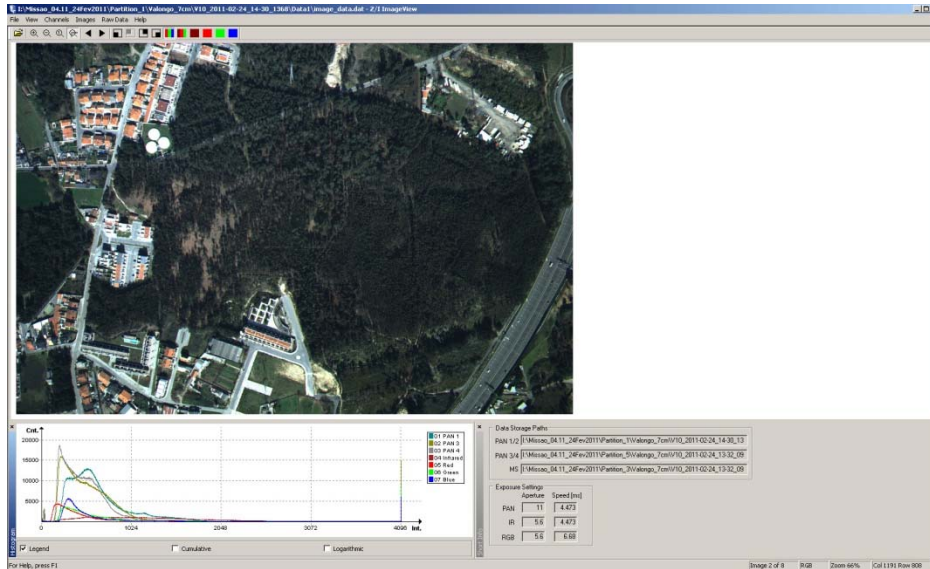 I:\Missao_04.11_24Fev2011\Partition_1\Valongo_7cm\V10_2011-02-24_14-30_1368\Data1\image_data.dat - Z/I ImageView
File View Channels Images Raw Data Help
Cnt.
20000
15000
10000
5000
0 1024 2048 3072 4096 Int.
01 PAN 1
02 PAN 3
03 PAN 4
04 Infrared
05 Red
06 Green
07 Blue
Histogram
Legend Cumulative Logarithmic
Data Storage Paths
PAN 1/2 I:\Missao_04.11_24Fev2011\Partition_1\Valongo_7cm\V10_2011-02-24_14-30_13
PAN 3/4 I:\Missao_04.11_24Fev2011\Partition_5\Valongo_7cm\V10_2011-02-24_13-32_09
MS I:\Missao_04.11_24Fev2011\Partition_3\Valongo_7cm\V10_2011-02-24_13-32_09
Exposure Settings
Aperture Speed [ms]
PAN 11 4.473
IR 5.6 4.473
RGB 5.6 6.68
For Help, press F1
Image 2 of 8 RGB Zoom 66% Col 1191 Row 808